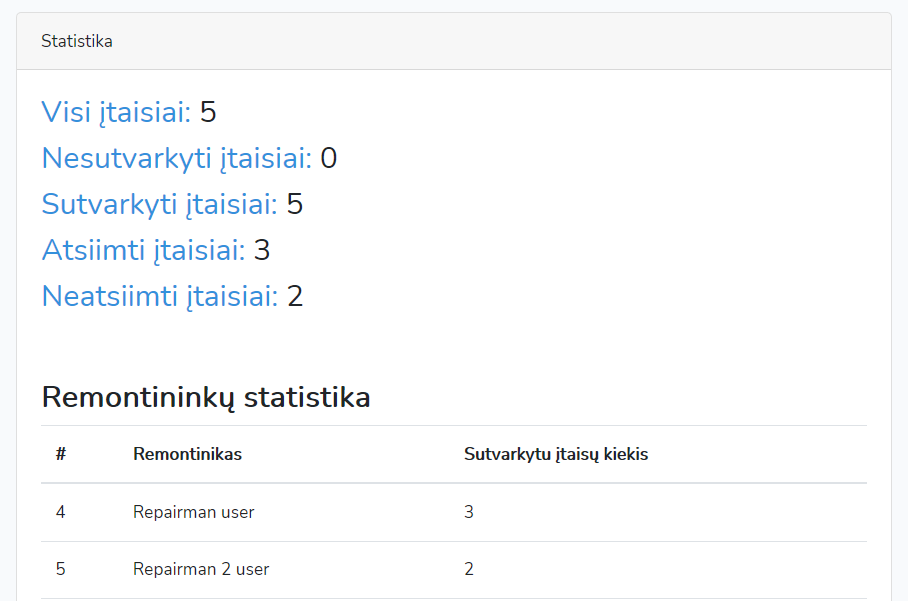 Statistika
Visi įtaisiai: 5
Nesutvarkyti įtaisiai: 0
Sutvarkyti įtaisiai: 5
Atsiimti įtaisiai: 3
Neatsiimti įtaisiai: 2
Remontininkų statistika
# Remontinikas Sutvarkytu įtaisų kiekis
4 Repairman user 3
5 Repairman 2 user 2